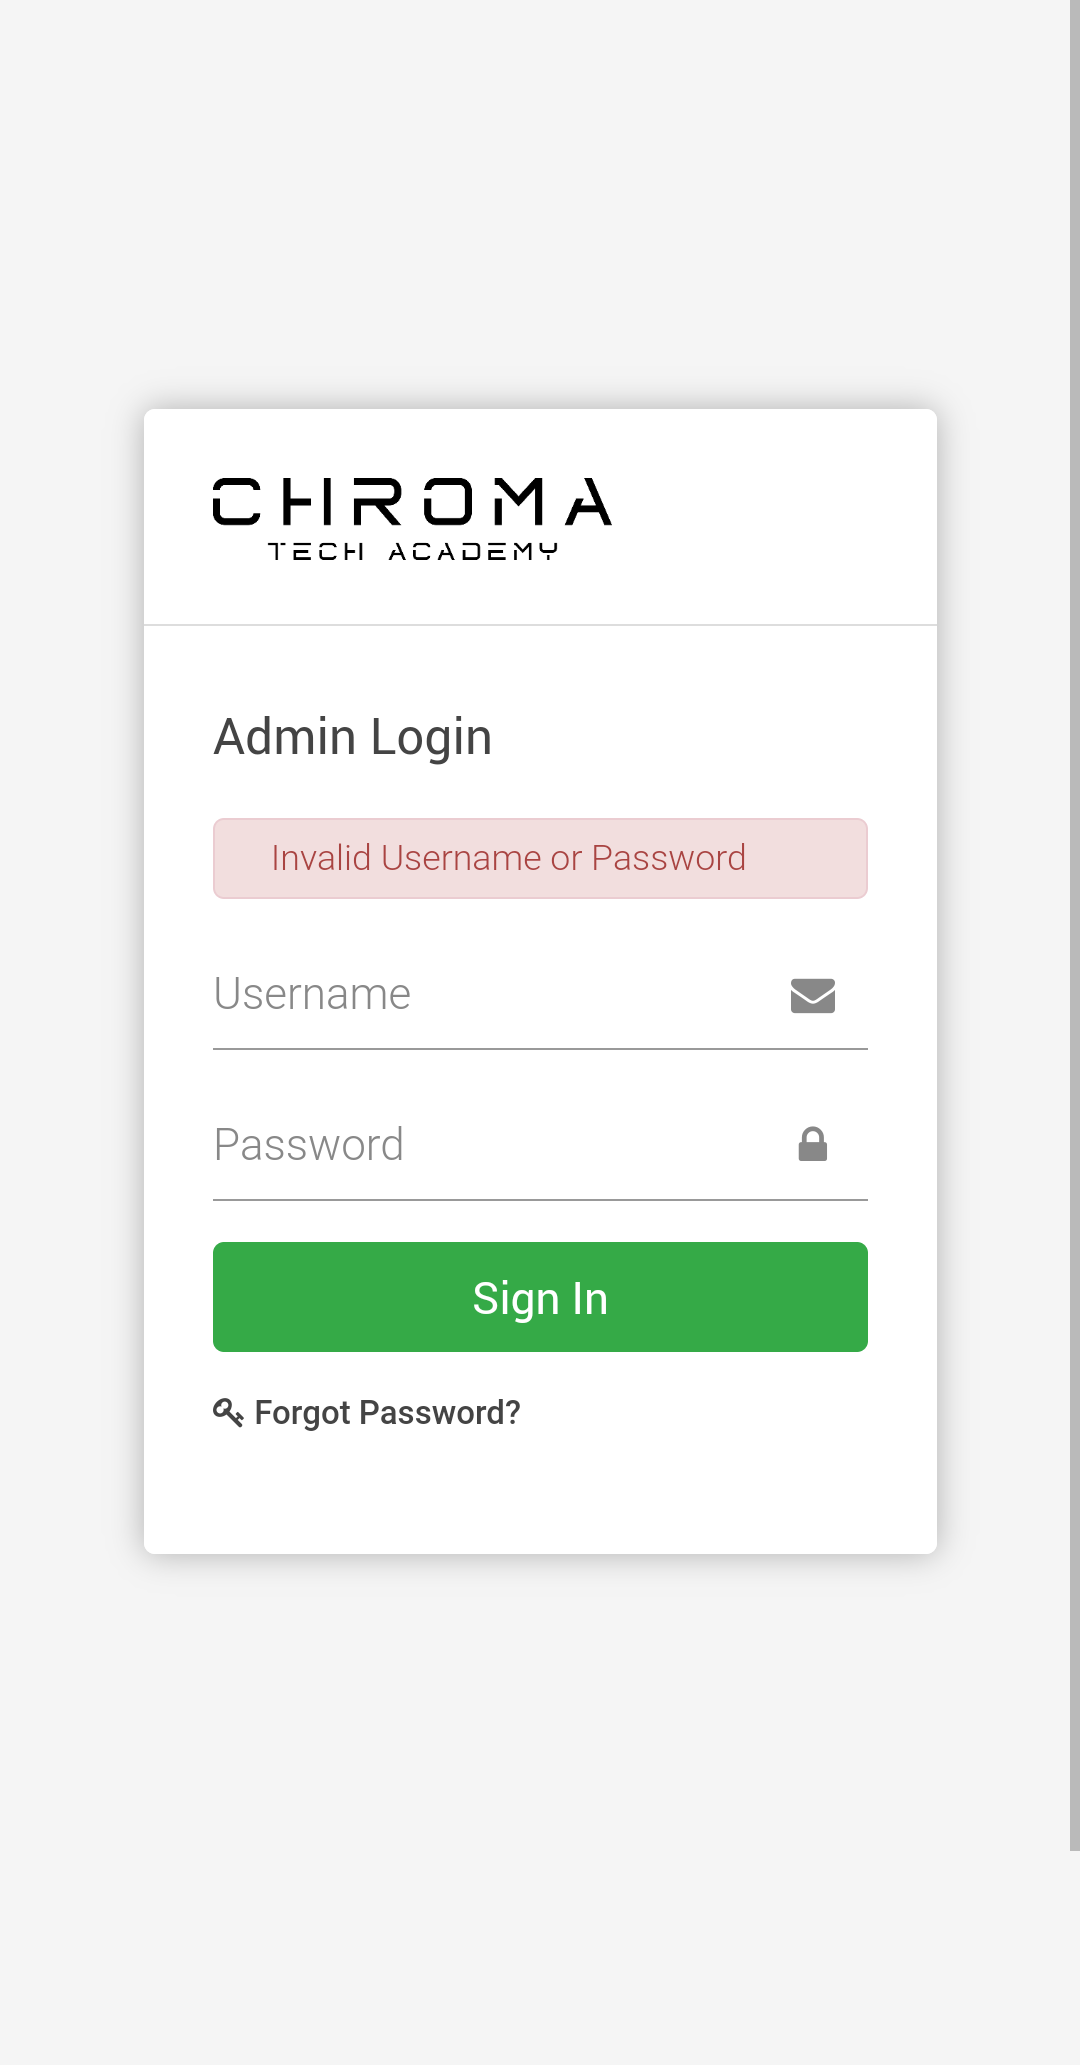 CHROMA
TECH ACADEMY
Admin Login
Invalid Username or Password
Username
Password
Sign In
Forgot Password?